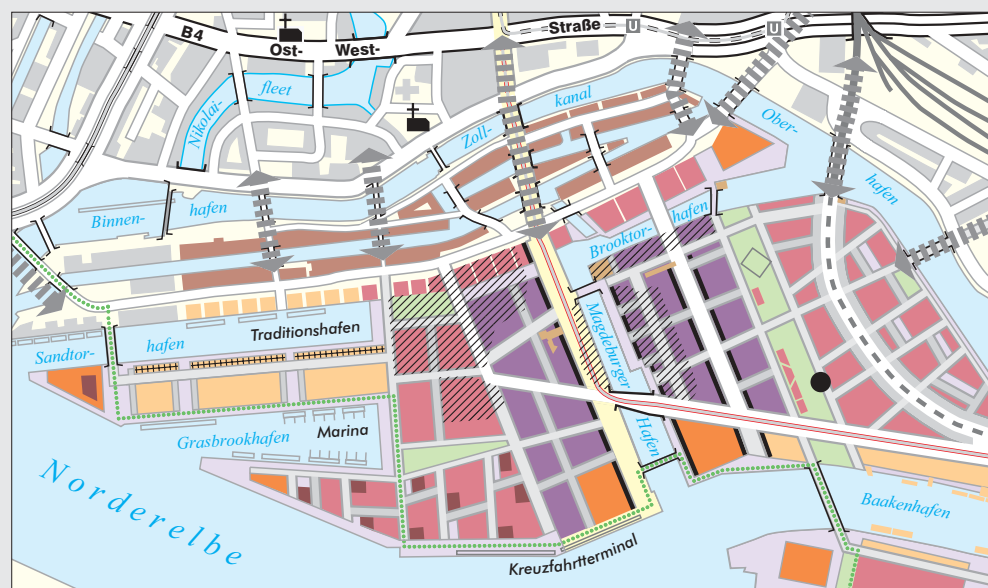 B4
Ost-
West-
Straße
U
U
fleet
Nikolai-
Zoll-
kanal
Ober-
hafen
Binnen-
hafen
Brooktor-
hafen
Magdeburger
Hafen
Traditionshafen
Sandtor-
hafen
Grasbrookhafen
Marina
Norderelbe
Kreuzfahrtterminal
Baakenhafen